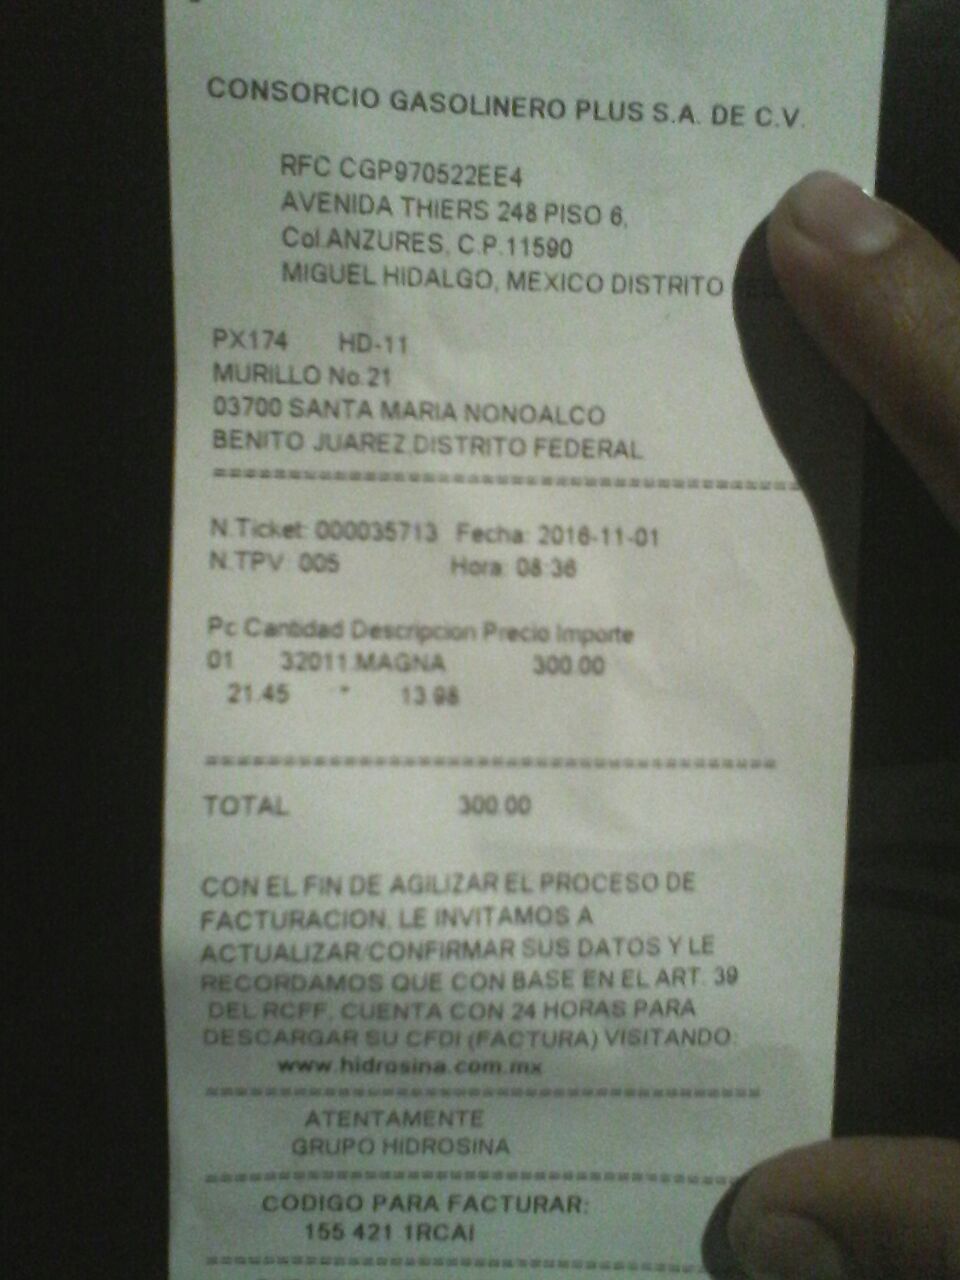 CONSORCIO GASOLINERO PLUS S.A. DE C.V.
RFC CGP970522EE4
AVENIDA THIERS 248 PISO 6,
Col.ANZURES, C.P.11590
MIGUEL HIDALGO, MEXICO DISTRITO
PX174 HD-11
MURILLO No.21
03700 SANTA MARIA NONOALCO
BENITO JUAREZ.DISTRITO FEDERAL
========================================
N.Ticket: 000035713 Fecha: 2016-11-01
N.TPV: 005 Hora: 08:36
Pc Cantidad Descripcion Precio Importe
01 32011.MAGNA 300.00
21.45 * 13.98
========================================
TOTAL 300.00
CON EL FIN DE AGILIZAR EL PROCESO DE
FACTURACION, LE INVITAMOS A
ACTUALIZAR/CONFIRMAR SUS DATOS Y LE
RECORDAMOS QUE CON BASE EN EL ART. 39
DEL RCFF, CUENTA CON 24 HORAS PARA
DESCARGAR SU CFDI (FACTURA) VISITANDO:
www.hidrosina.com.mx
========================================
ATENTAMENTE
GRUPO HIDROSINA
========================================
CODIGO PARA FACTURAR:
155 421 1RCAI
========================================